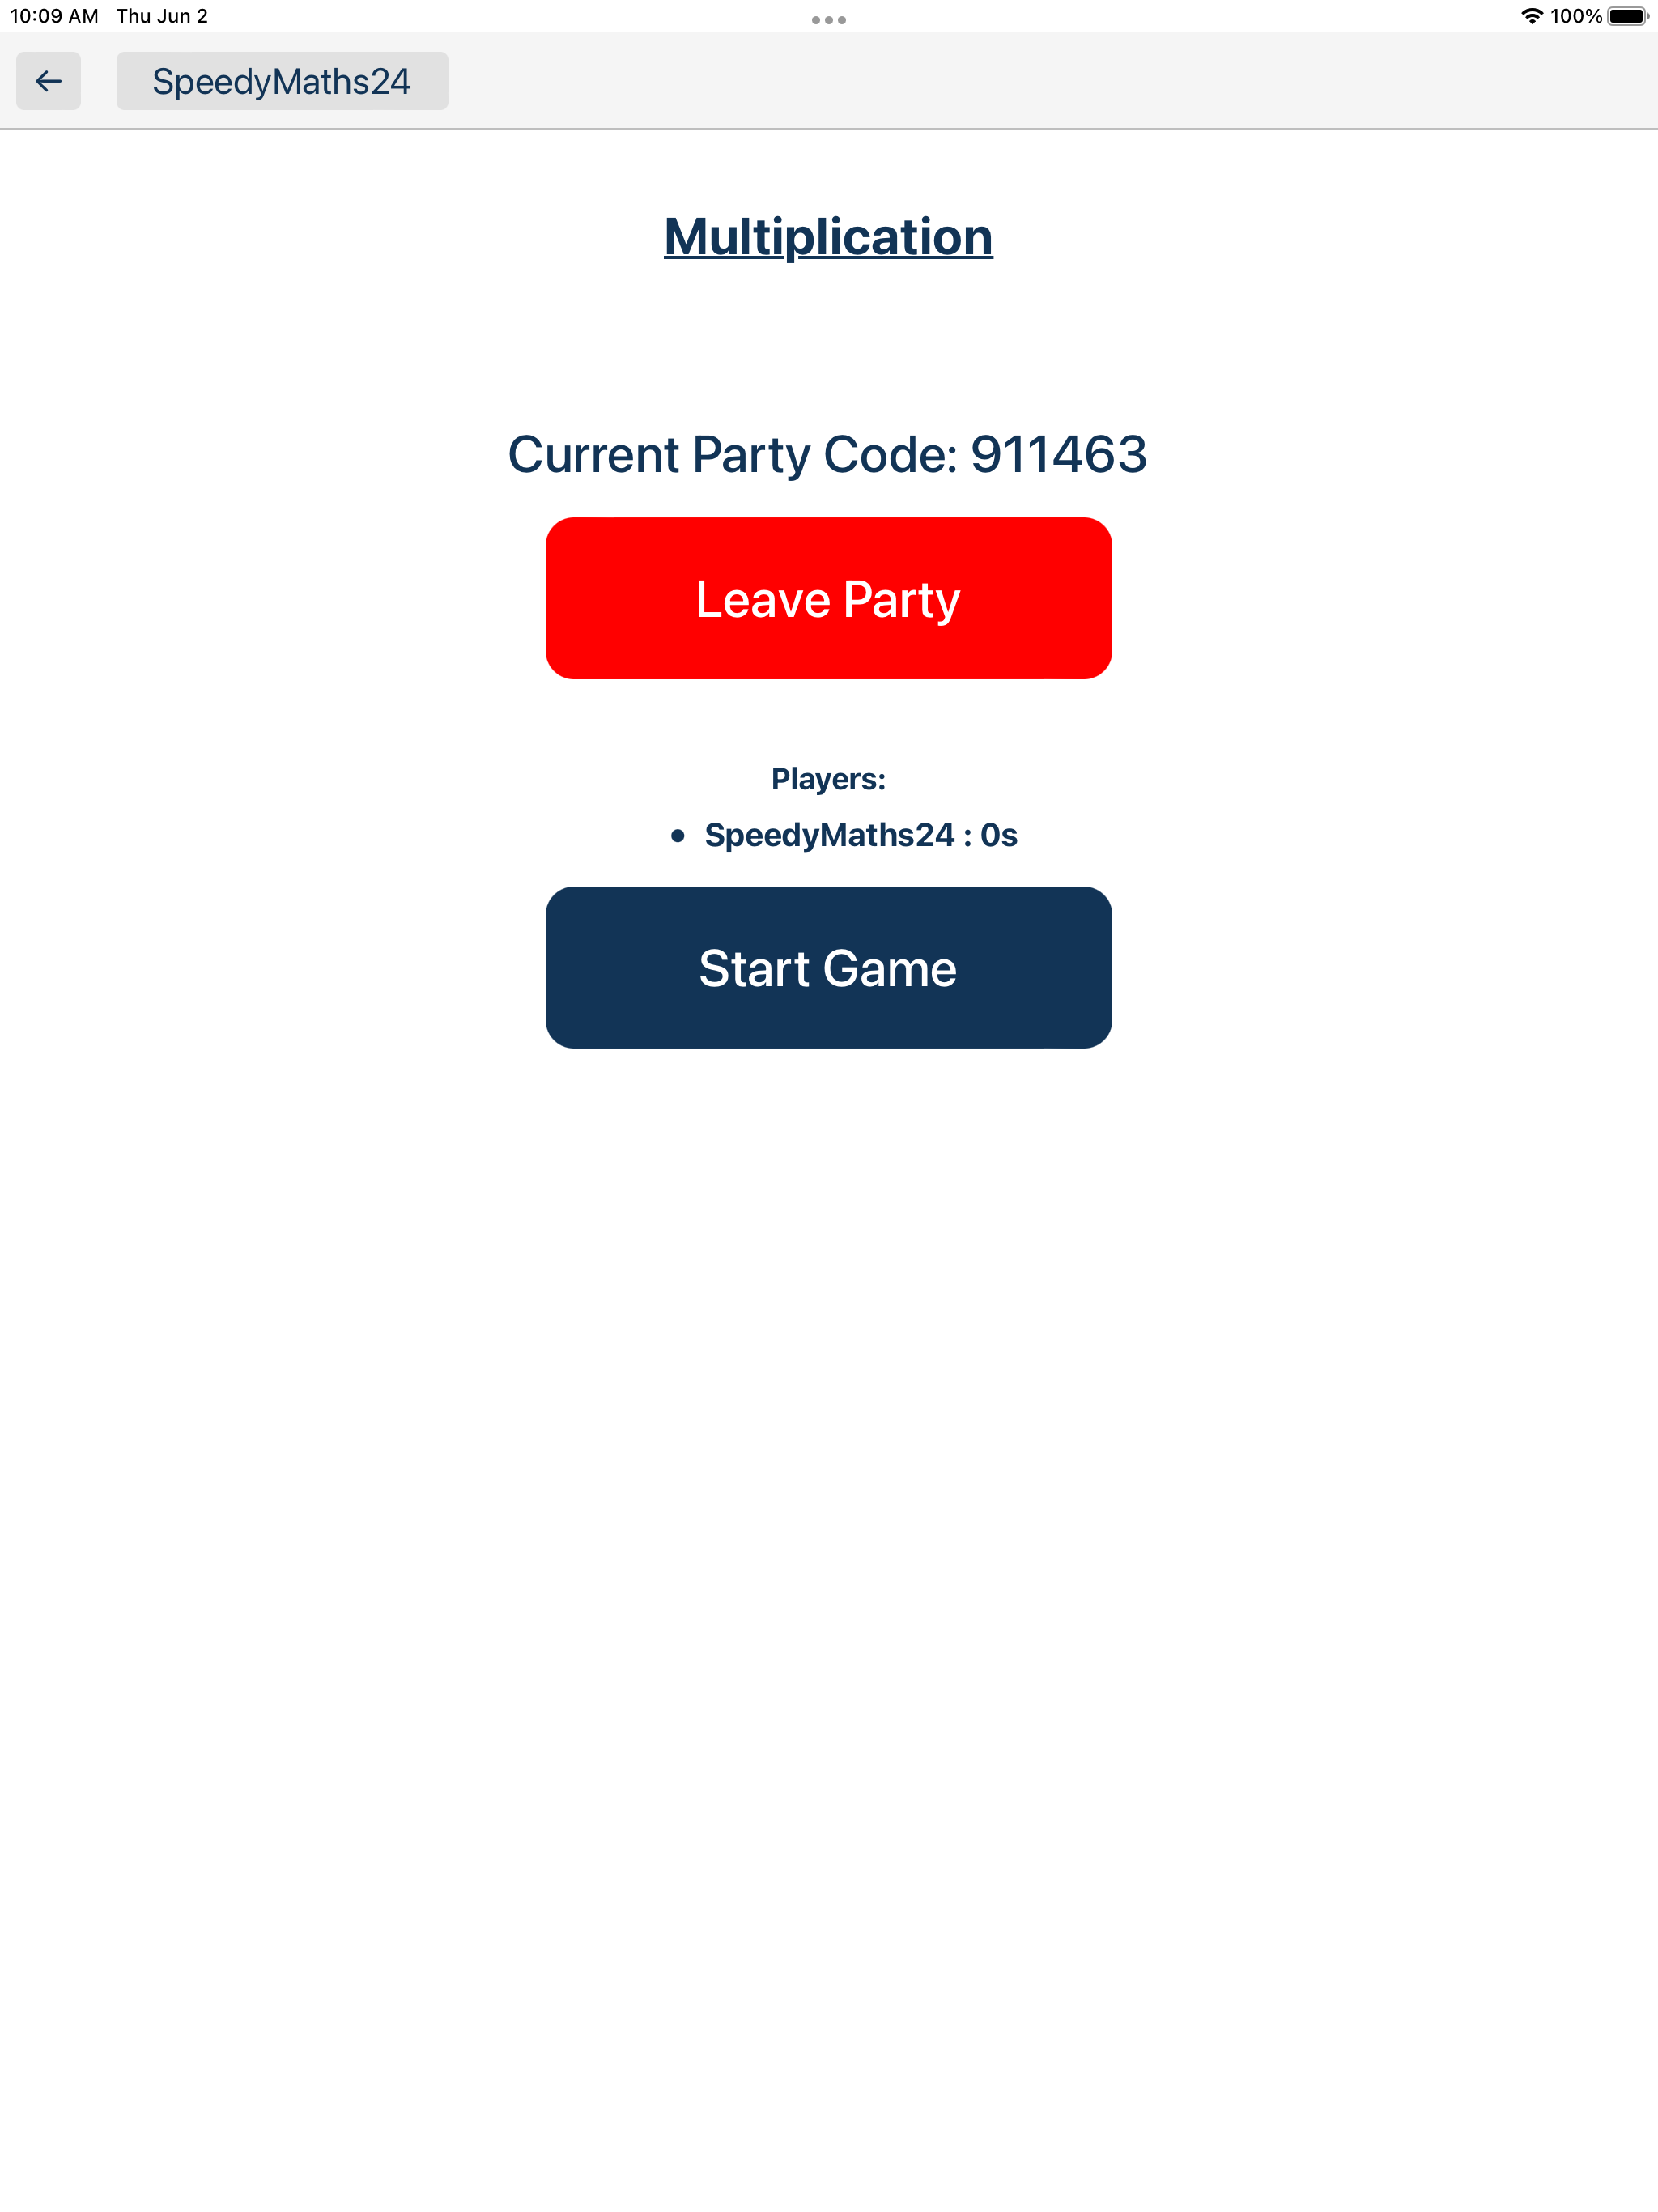 10:09 AM Thu Jun 2 100%
SpeedyMaths24
Multiplication
Current Party Code: 911463
Leave Party
Players:
• SpeedyMaths24 : 0s
Start Game